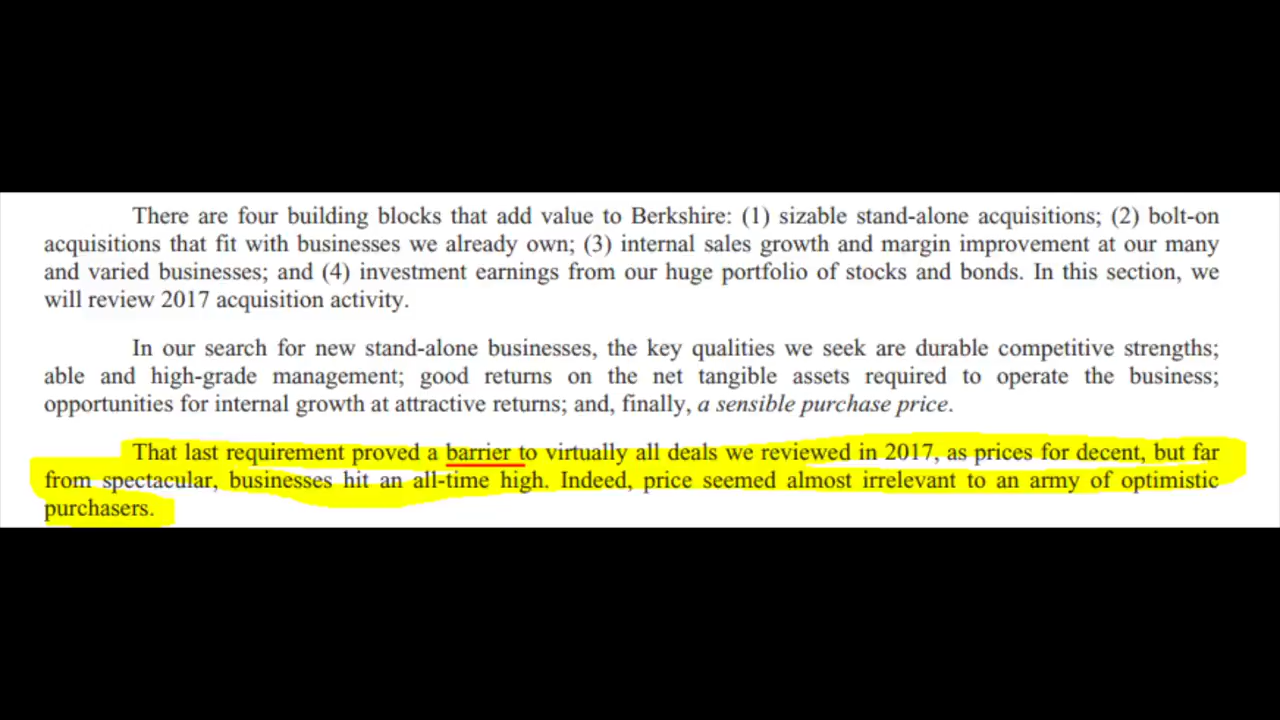 There are four building blocks that add value to Berkshire: (1) sizable stand-alone acquisitions; (2) bolt-on
acquisitions that fit with businesses we already own; (3) internal sales growth and margin improvement at our many
and varied businesses; and (4) investment earnings from our huge portfolio of stocks and bonds. In this section, we
will review 2017 acquisition activity.
In our search for new stand-alone businesses, the key qualities we seek are durable competitive strengths;
able and high-grade management; good returns on the net tangible assets required to operate the business;
opportunities for internal growth at attractive returns; and, finally, a sensible purchase price.
That last requirement proved a barrier to virtually all deals we reviewed in 2017, as prices for decent, but far
from spectacular, businesses hit an all-time high. Indeed, price seemed almost irrelevant to an army of optimistic
purchasers.